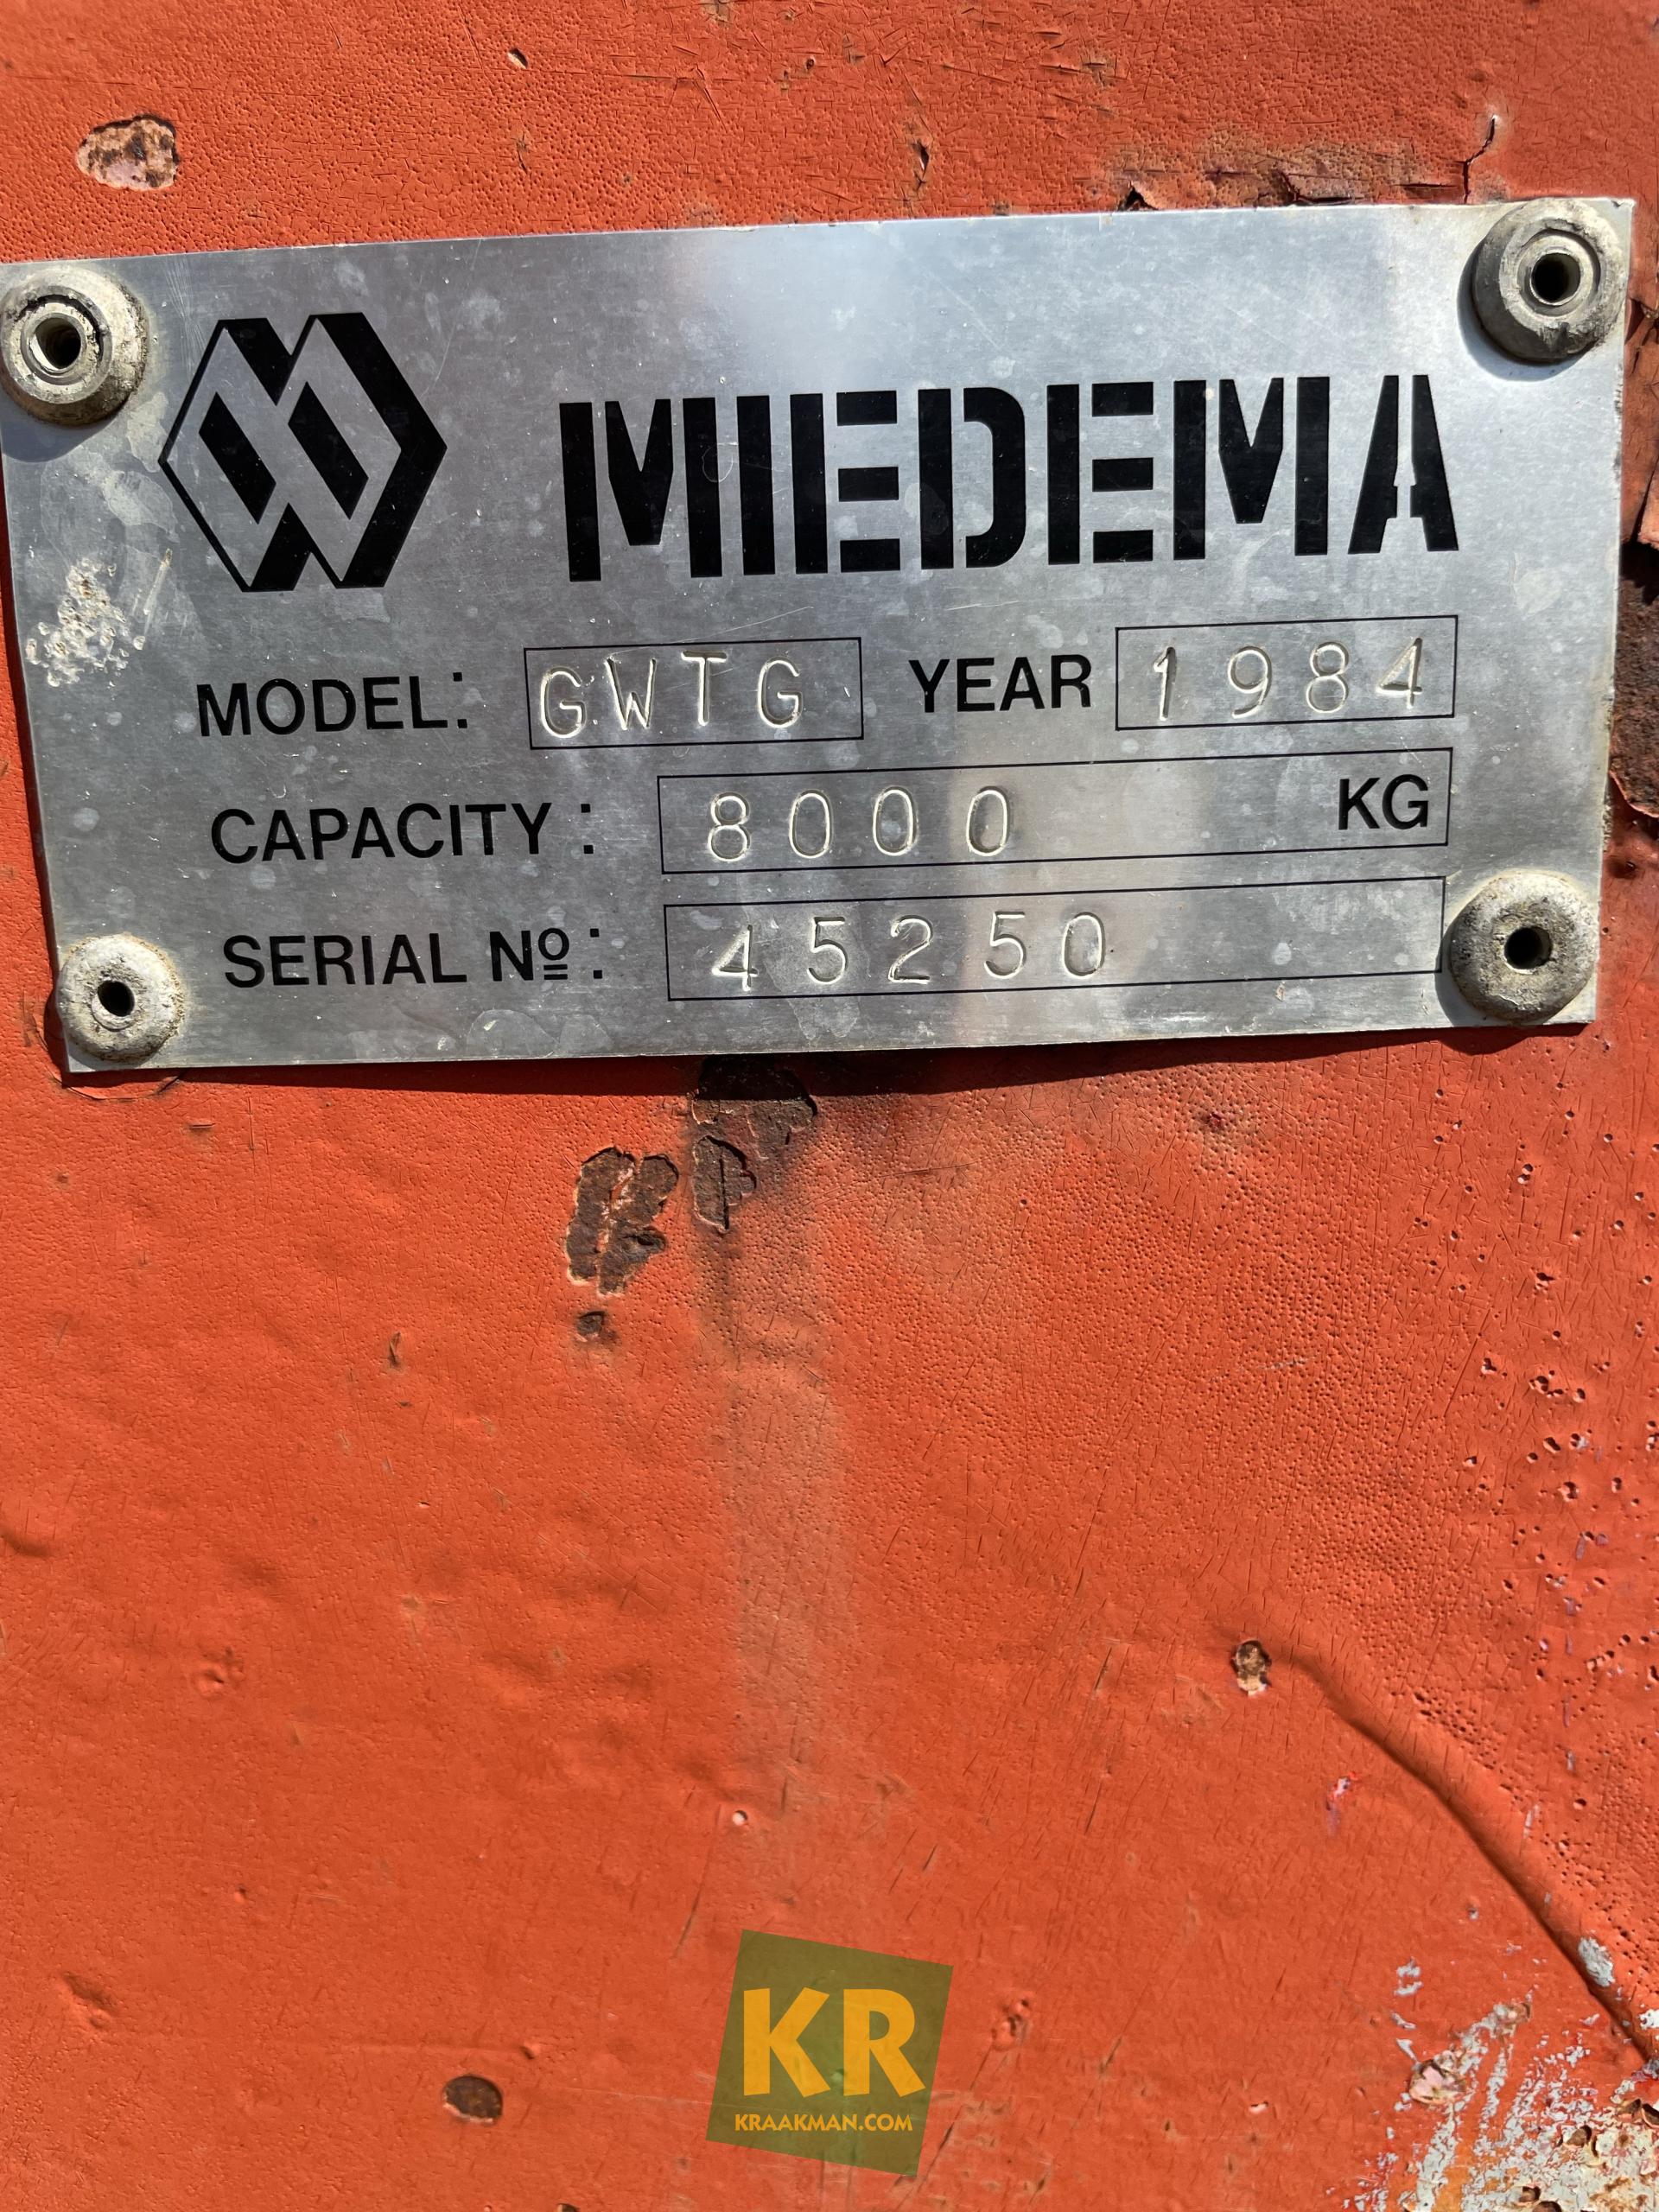 MIEDEMA
MODEL: GWTG YEAR 1984
CAPACITY: 8000 KG
SERIAL Nº: 45250
KR
KRAAKMAN.COM